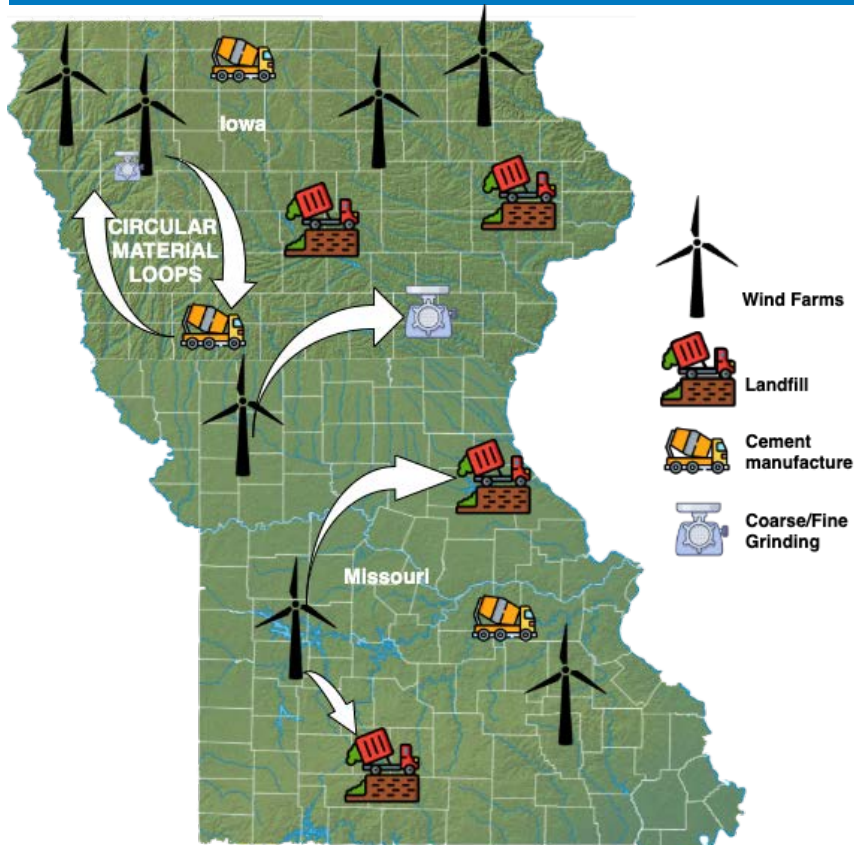 Iowa
CIRCULAR
MATERIAL
LOOPS
Missouri
Wind Farms
Landfill
Cement
manufacture
Coarse/Fine
Grinding